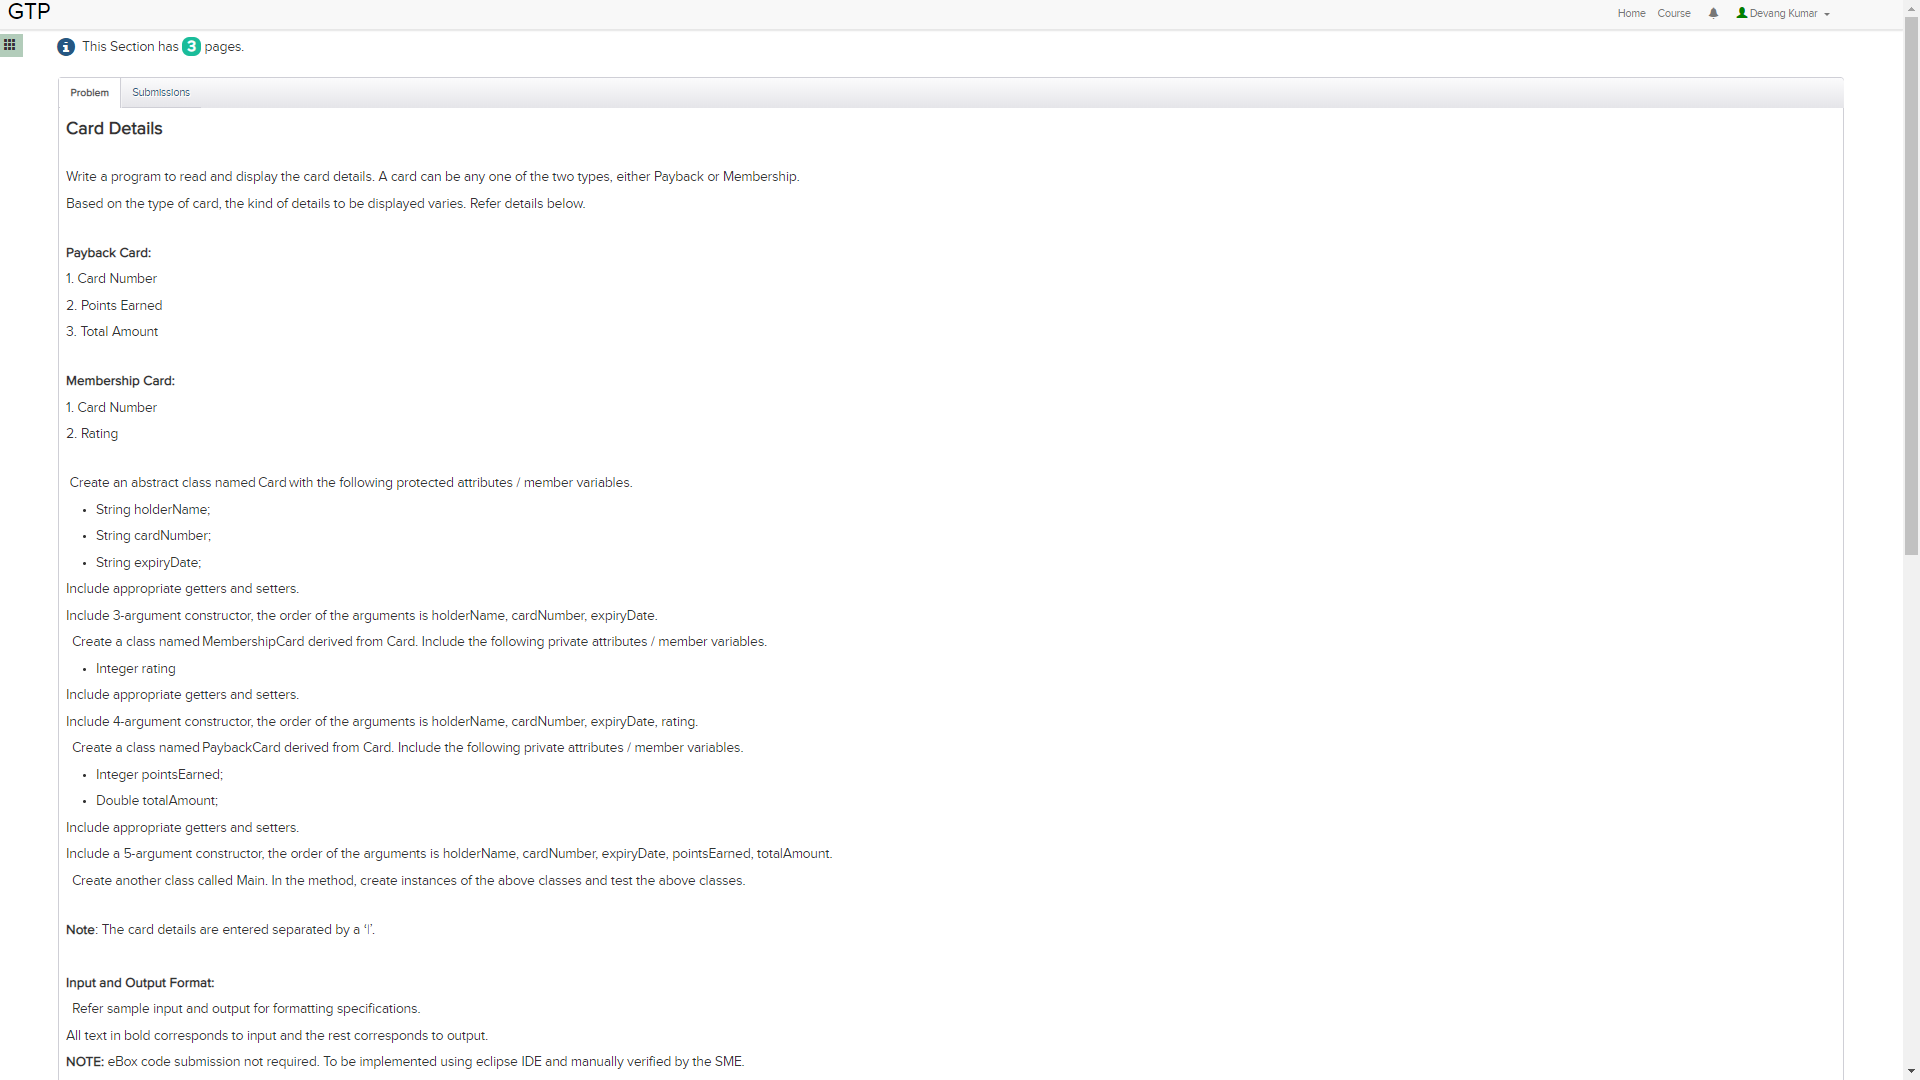 GTP
Home Course Devang Kumar
This Section has 3 pages.
Problem Submissions
Card Details
Write a program to read and display the card details. A card can be any one of the two types, either Payback or Membership.
Based on the type of card, the kind of details to be displayed varies. Refer details below.
Payback Card:
1. Card Number
2. Points Earned
3. Total Amount
Membership Card:
1. Card Number
2. Rating
Create an abstract class named Card with the following protected attributes / member variables.
• String holderName;
• String cardNumber;
• String expiryDate;
Include appropriate getters and setters.
Include 3-argument constructor, the order of the arguments is holderName, cardNumber, expiryDate.
Create a class named MembershipCard derived from Card. Include the following private attributes / member variables.
• Integer rating
Include appropriate getters and setters.
Include 4-argument constructor, the order of the arguments is holderName, cardNumber, expiryDate, rating.
Create a class named PaybackCard derived from Card. Include the following private attributes / member variables.
• Integer pointsEarned;
• Double totalAmount;
Include appropriate getters and setters.
Include a 5-argument constructor, the order of the arguments is holderName, cardNumber, expiryDate, pointsEarned, totalAmount.
Create another class called Main. In the method, create instances of the above classes and test the above classes.
Note: The card details are entered separated by a ‘|’.
Input and Output Format:
Refer sample input and output for formatting specifications.
All text in bold corresponds to input and the rest corresponds to output.
NOTE: eBox code submission not required. To be implemented using eclipse IDE and manually verified by the SME.